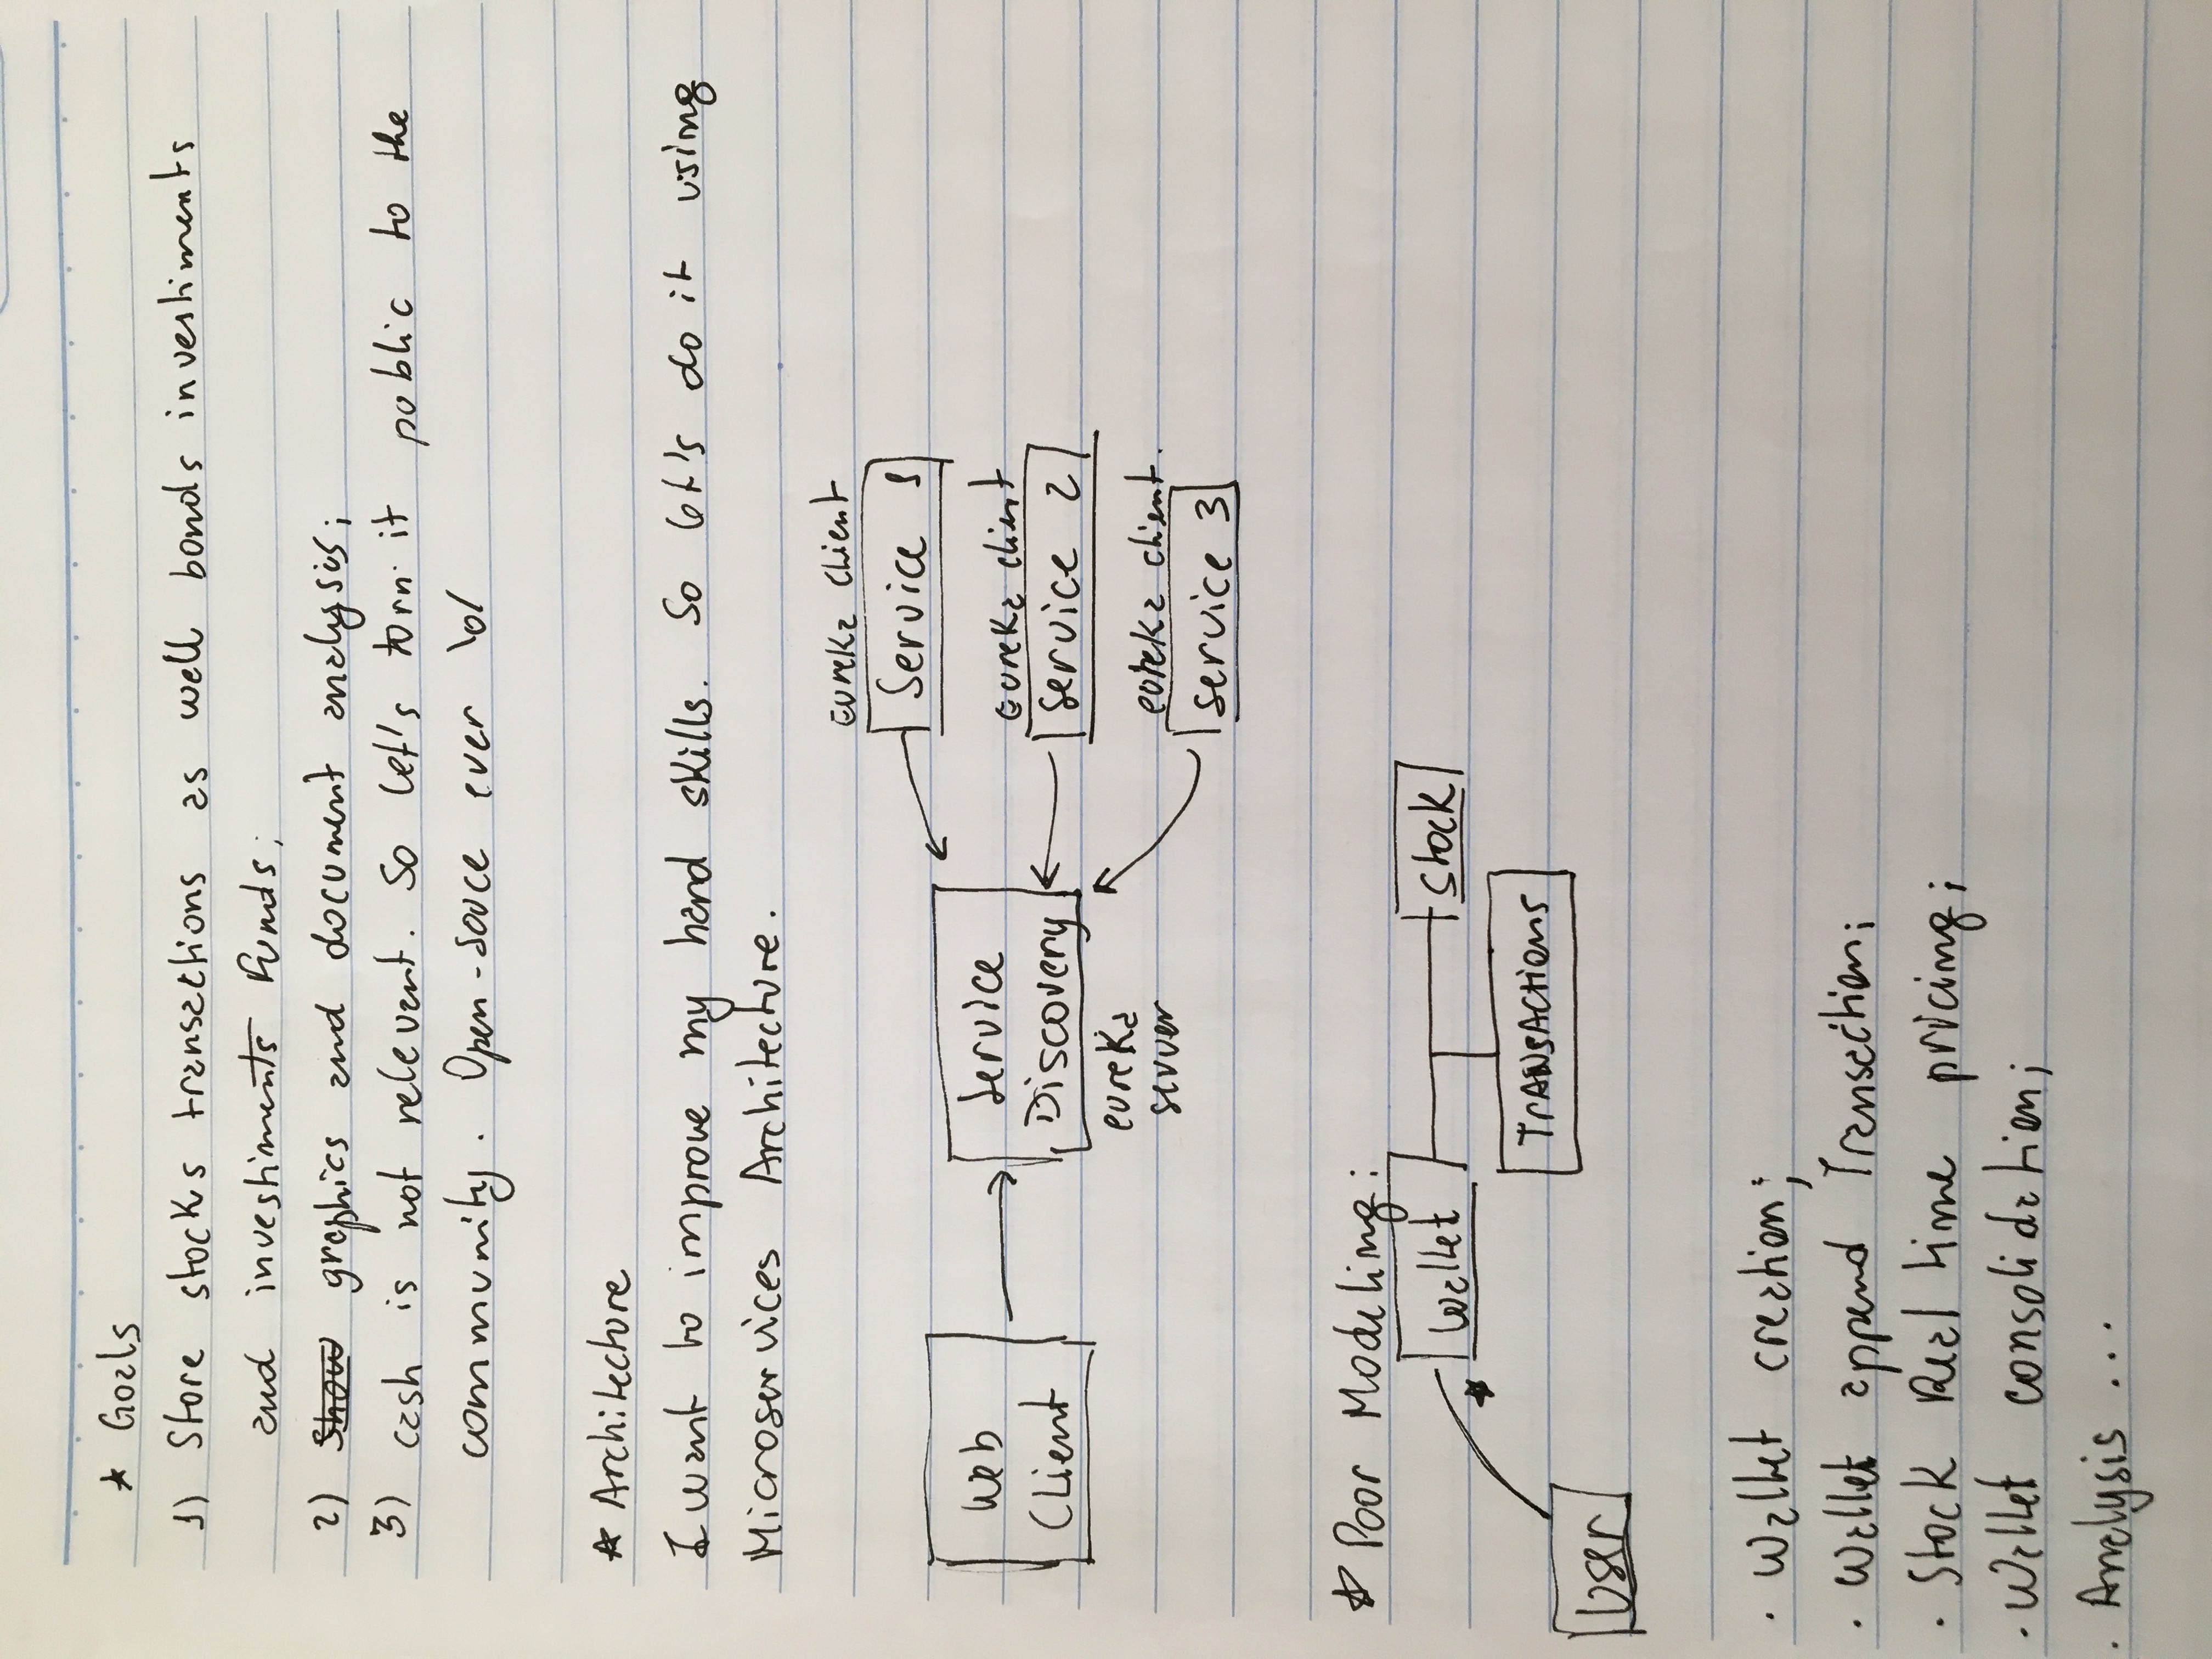 ★ Goals
1) Store stocks transactions as well bonds investiments
and investiments funds;
2) Show graphics and document analysis;
3) cash is not relevant. So let's torn it public to the
community. Open-Souce ever \o/
★ Architecture
I want to improve my hard skills. So let's do it using
Microservices Architecture.
eureka client
Service 1
Web
Client
Service
Discovery
eureka
server
Eureka client
Service 2
eureka client.
Service 3
★ Poor Modeling:
Wallet
Stock
★
Transactions
User
· Wallet creation;
· Wallet append Transaction;
· Stock Real time pricing;
· Wallet consolidation;
· Analysis ...